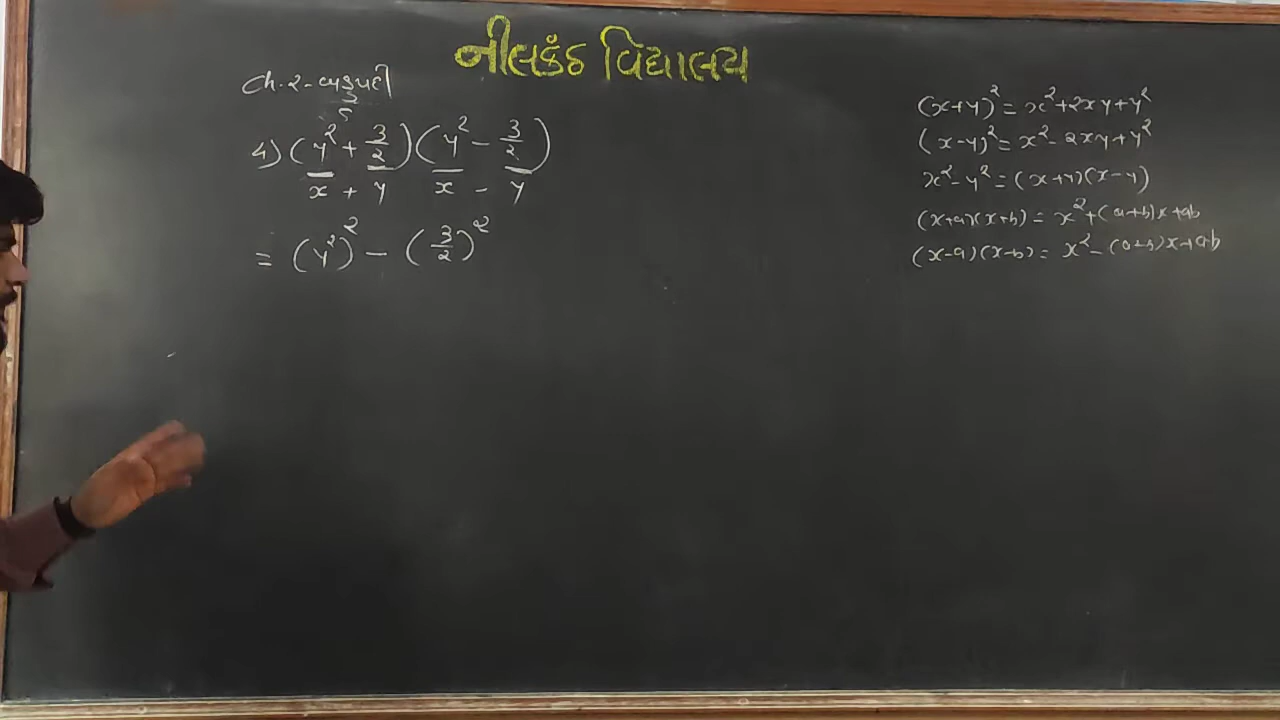 નીલકંઠ વિદ્યાલય
Ch.2-બહુપદી
4) (y² + 3/2)(y² - 3/2)
x + y x - y
= (y²)² - (3/2)²
(x+y)² = x²+2xy+y²
(x-y)² = x²-2xy+y²
x²-y² = (x+y)(x-y)
(x+a)(x+b) = x²+(a+b)x+ab
(x-a)(x-b) = x²-(a+b)x+ab